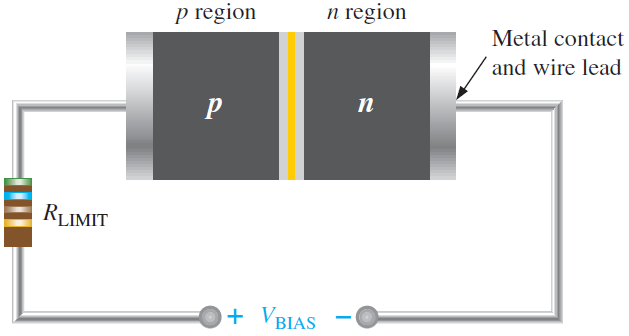 p region
n region
Metal contact
and wire lead
p
n
RLIMIT
+ VBIAS −